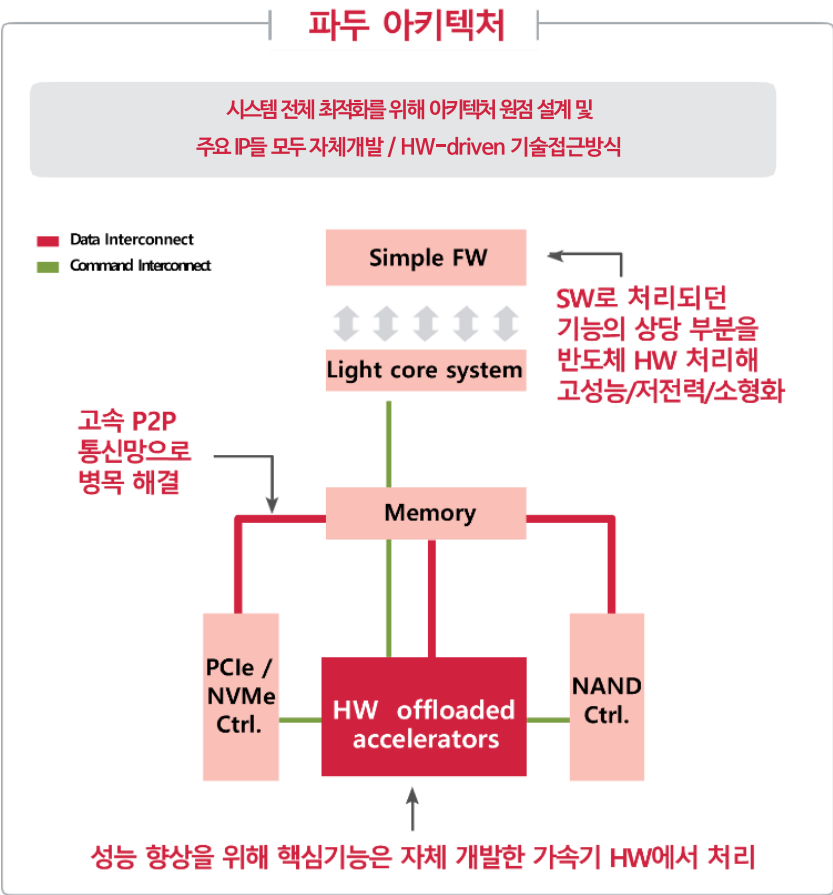 파두 아키텍처
시스템 전체 최적화를 위해 아키텍처 원점 설계 및
주요 IP들 모두 자체개발 / HW-driven 기술접근방식
Data Interconnect
Command Interconnect
Simple FW
SW로 처리되던
기능의 상당 부분을
반도체 HW 처리해
고성능/저전력/소형화
Light core system
고속 P2P
통신망으로
병목 해결
Memory
PCIe /
NVMe
Ctrl.
HW offloaded
accelerators
NAND
Ctrl.
성능 향상을 위해 핵심기능은 자체 개발한 가속기 HW에서 처리